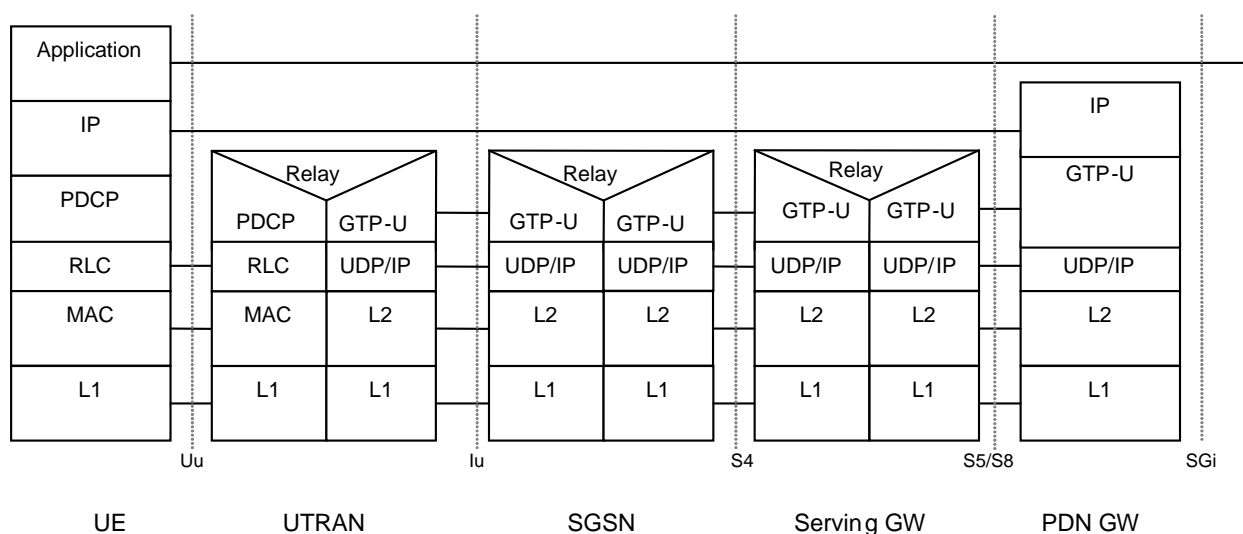 Application
IP
IP
Relay
Relay
Relay
GTP-U
PDCP
PDCP
GTP-U
GTP-U
GTP-U
GTP-U
GTP-U
RLC
RLC
UDP/IP
UDP/IP
UDP/IP
UDP/IP
UDP/IP
UDP/IP
MAC
MAC
L2
L2
L2
L2
L2
L2
L1
L1
L1
L1
L1
L1
L1
L1
Uu
Iu
S4
S5/S8
SGi
UE
UTRAN
SGSN
Serving GW
PDN GW